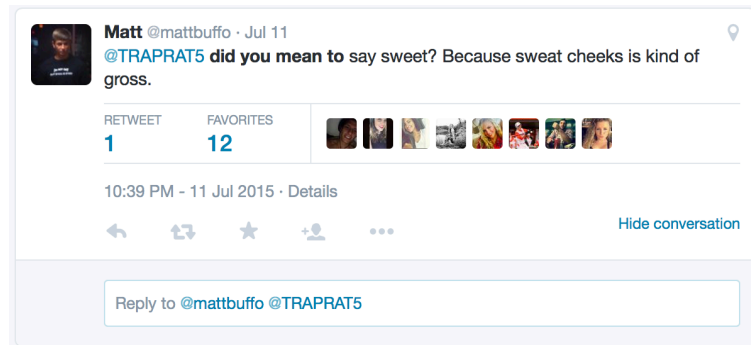 Matt @mattbuffo · Jul 11
@TRAPRAT5 did you mean to say sweet? Because sweat cheeks is kind of
gross.
RETWEET FAVORITES
1 12
10:39 PM - 11 Jul 2015 · Details
Hide conversation
Reply to @mattbuffo @TRAPRAT5